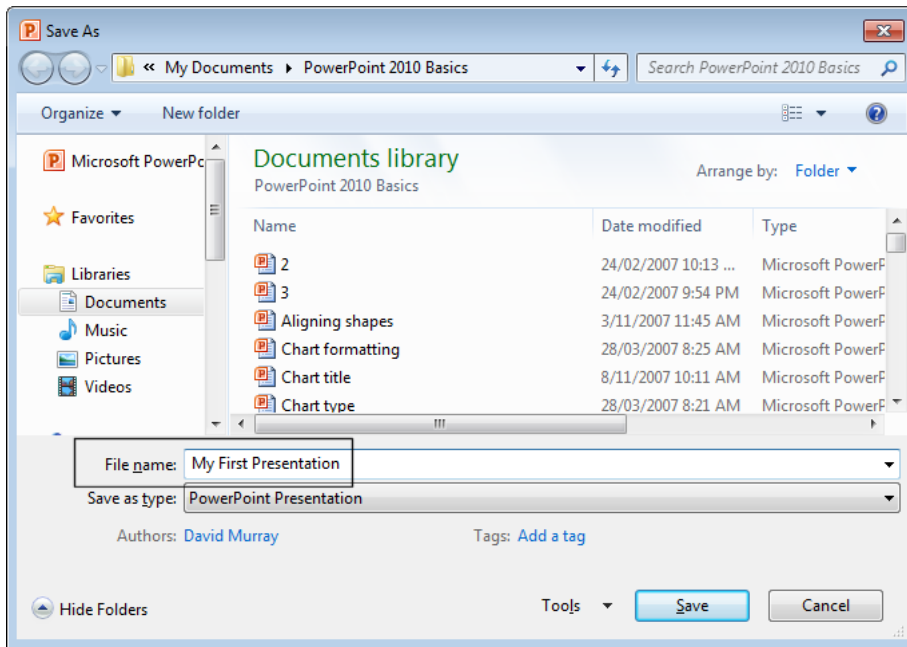 Save As
« My Documents ▸ PowerPoint 2010 Basics
Search PowerPoint 2010 Basics
Organize New folder
Microsoft PowerPo
Documents library
PowerPoint 2010 Basics
Arrange by: Folder
Favorites
Name Date modified Type
Libraries
Documents
Music
Pictures
Videos
2 24/02/2007 10:13 ... Microsoft PowerP
3 24/02/2007 9:54 PM Microsoft PowerP
Aligning shapes 3/11/2007 11:45 AM Microsoft PowerP
Chart formatting 28/03/2007 8:25 AM Microsoft PowerP
Chart title 8/11/2007 10:11 AM Microsoft PowerP
Chart type 28/03/2007 8:21 AM Microsoft PowerP
File name: My First Presentation
Save as type: PowerPoint Presentation
Authors: David Murray Tags: Add a tag
Hide Folders Tools Save Cancel